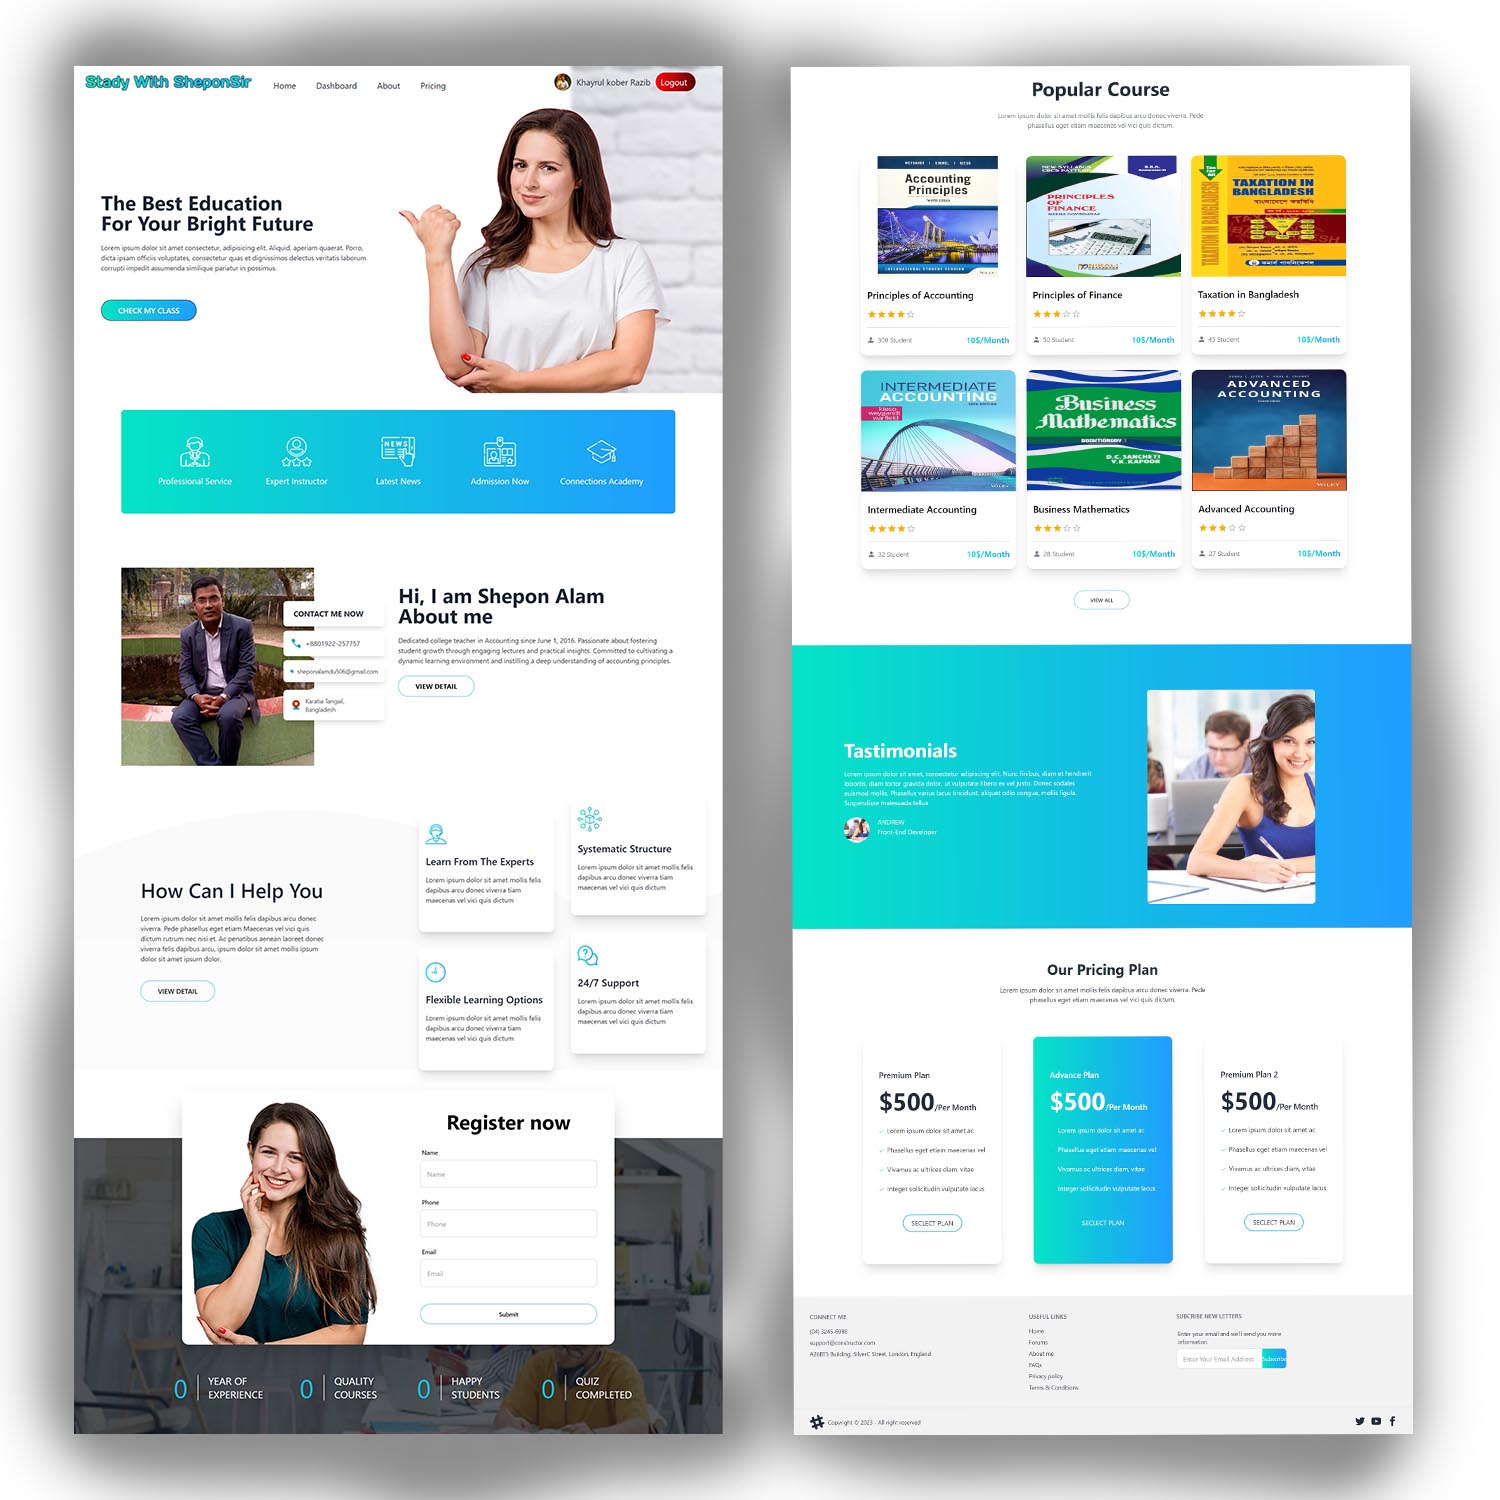 Stady With SheponSir
Home
Dashboard
About
Pricing
Khayrul kober Razib
Logout
The Best Education
For Your Bright Future
Lorem ipsum dolor sit amet consectetur, adipisicing elit. Aliquid, aperiam quaerat. Porro,
dicta ipsam officiis voluptates, consectetur quas et dignissimos delectus veritatis laborum
corrupti impedit assumenda similique pariatur in possimus.
CHECK MY CLASS
Professional Service
Expert Instructor
NEWS
Latest News
Admission Now
Connections Academy
CONTACT ME NOW
+8801922-257757
sheponalamdu506@gmail.com
Karatia Tangail,
Bangladesh
Hi, I am Shepon Alam
About me
Dedicated college teacher in Accounting since June 1, 2016. Passionate about fostering
student growth through engaging lectures and practical insights. Committed to cultivating a
dynamic learning environment and instilling a deep understanding of accounting principles.
VIEW DETAIL
How Can I Help You
Lorem ipsum dolor sit amet mollis felis dapibus arcu donec
viverra. Pede phasellus eget etiam Maecenas vel vici quis
dictum rutrum nec nisi et. Ac penatibus aenean laoreet donec
viverra felis dapibus arcu, ipsum dolor sit amet mollis ipsum
dolor sit amet ipsum dolor.
VIEW DETAIL
Learn From The Experts
Lorem ipsum dolor sit amet mollis felis
dapibus arcu donec viverra tiam
maecenas vel vici quis dictum
Systematic Structure
Lorem ipsum dolor sit amet mollis felis
dapibus arcu donec viverra tiam
maecenas vel vici quis dictum
Flexible Learning Options
Lorem ipsum dolor sit amet mollis felis
dapibus arcu donec viverra tiam
maecenas vel vici quis dictum
24/7 Support
Lorem ipsum dolor sit amet mollis felis
dapibus arcu donec viverra tiam
maecenas vel vici quis dictum
Register now
Name
Name
Phone
Phone
Email
Email
Submit
0
YEAR OF
EXPERIENCE
0
QUALITY
COURSES
0
HAPPY
STUDENTS
0
QUIZ
COMPLETED
Popular Course
Lorem ipsum dolor sit amet mollis felis dapibus arcu donec viverra. Pede
phasellus eget etiam maecenas vel vici quis dictum.
WEYGANDT | KIMMEL | KIESO
Accounting
Principles
INTERNATIONAL STUDENT VERSION
WILEY
Principles of Accounting
300 Student
10$/Month
NEW SYLLABUS
CBCS PATTERN
PRINCIPLES
OF
FINANCE
NIRALI
Principles of Finance
50 Student
10$/Month
TAXATION IN BANGLADESH
TAXATION IN
BANGLADESH
Taxation in Bangladesh
45 Student
10$/Month
INTERMEDIATE
ACCOUNTING
kieso
weygandt
warfield
Intermediate Accounting
32 Student
10$/Month
Business
Mathematics
D.C. SANCHETI
V.K. KAPOOR
Business Mathematics
28 Student
10$/Month
ADVANCED
ACCOUNTING
WILEY
Advanced Accounting
27 Student
10$/Month
VIEW ALL
Tastimonials
Lorem ipsum dolor sit amet, consectetur adipiscing elit. Nunc finibus, diam et hendrerit
lobortis, diam tortor gravida dolor, ut vulputate libero ex vel justo. Donec sodales
euismod mollis. Phasellus varius lacus tincidunt, aliquet odio congue, mollis ligula.
Suspendisse malesuada tellus
ANDREW
Front-End Developer
Our Pricing Plan
Lorem ipsum dolor sit amet mollis felis dapibus arcu donec viverra. Pede
phasellus eget etiam maecenas vel vici quis dictum.
Premium Plan
$500/Per Month
Lorem ipsum dolor sit amet ac
Phasellus eget etiam maecenas vel
Vivamus ac ultrices diam, vitae
Integer sollicitudin vulputate lacus
SECLECT PLAN
Advance Plan
$500/Per Month
Lorem ipsum dolor sit amet ac
Phasellus eget etiam maecenas vel
Vivamus ac ultrices diam, vitae
Integer sollicitudin vulputate lacus
SECLECT PLAN
Premium Plan 2
$500/Per Month
Lorem ipsum dolor sit amet ac
Phasellus eget etiam maecenas vel
Vivamus ac ultrices diam, vitae
Integer sollicitudin vulputate lacus
SECLECT PLAN
CONNECT ME
(04) 3245-6988
support@constructor.com
A26BT5 Building, SilverC Street, London, England
USEFUL LINKS
Home
Forums
About me
FAQs
Privacy policy
Terms & Conditions
SUBCRIBE NEW LETTERS
Enter your email and we'll send you more
information.
Enter Your Email Address
Subscribe
Copyright © 2023 - All right reserved